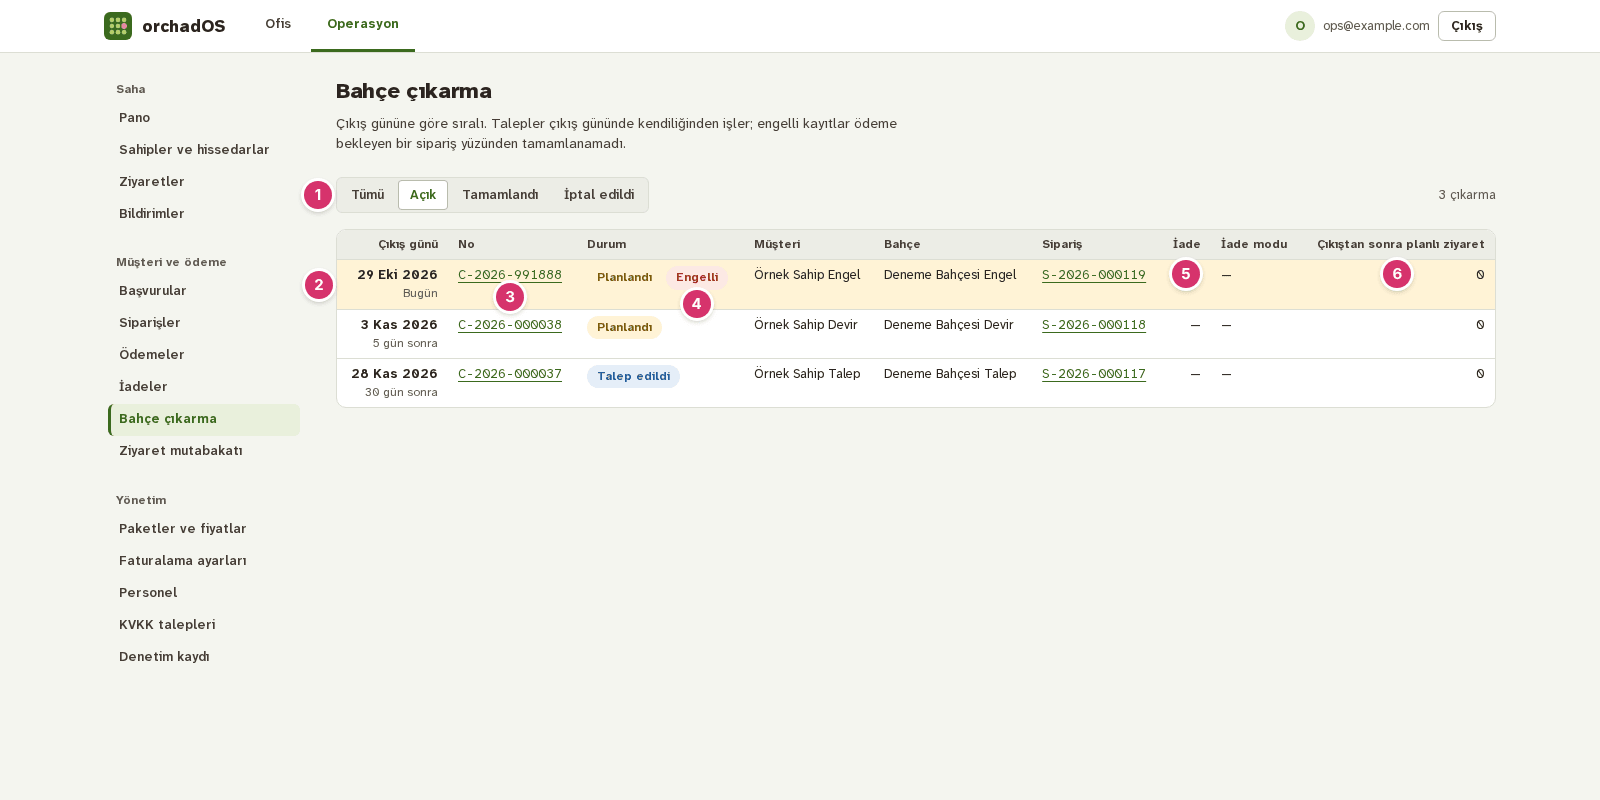 orchadOS
Ofis
Operasyon
O
ops@example.com
Çıkış
Saha
Pano
Sahipler ve hissedarlar
Ziyaretler
Bildirimler
Müşteri ve ödeme
Başvurular
Siparişler
Ödemeler
İadeler
Bahçe çıkarma
Ziyaret mutabakatı
Yönetim
Paketler ve fiyatlar
Faturalama ayarları
Personel
KVKK talepleri
Denetim kaydı
Bahçe çıkarma
Çıkış gününe göre sıralı. Talepler çıkış gününde kendiliğinden işler; engelli kayıtlar ödeme
bekleyen bir sipariş yüzünden tamamlanamadı.
1
Tümü Açık Tamamlandı İptal edildi
3 çıkarma
Çıkış günü No Durum Müşteri Bahçe Sipariş İade İade modu Çıkıştan sonra planlı ziyaret
2
29 Eki 2026 C-2026-991888 Planlandı Engelli Örnek Sahip Engel Deneme Bahçesi Engel S-2026-000119 5 — 6 0
Bugün 3 4
3 Kas 2026 C-2026-000038 Planlandı Örnek Sahip Devir Deneme Bahçesi Devir S-2026-000118 — — 0
5 gün sonra
28 Kas 2026 C-2026-000037 Talep edildi Örnek Sahip Talep Deneme Bahçesi Talep S-2026-000117 — — 0
30 gün sonra